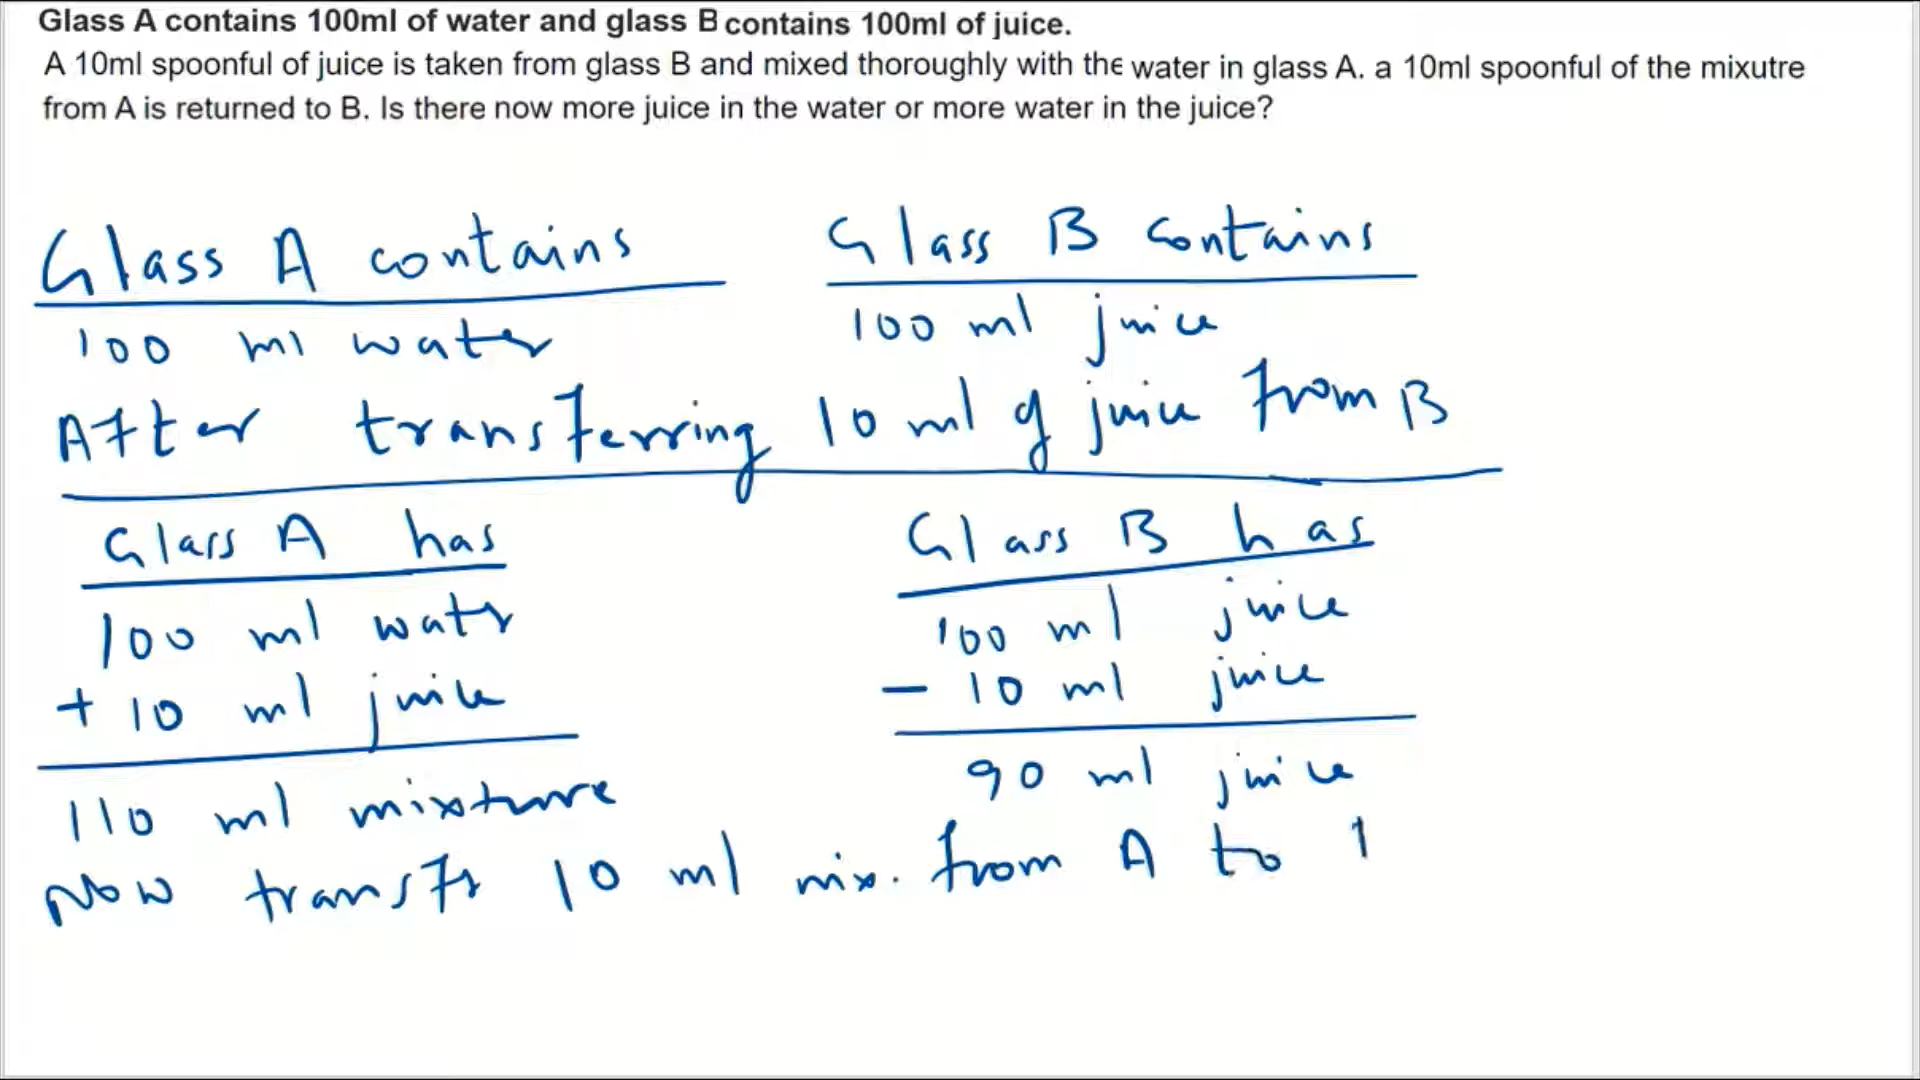 Glass A contains 100ml of water and glass B contains 100ml of juice.
A 10ml spoonful of juice is taken from glass B and mixed thoroughly with the water in glass A. a 10ml spoonful of the mixutre
from A is returned to B. Is there now more juice in the water or more water in the juice?
Glass A contains
100 ml water
Glass B contains
100 ml juice
After transferring 10 ml of juice from B
Glass A has
100 ml water
+ 10 ml juice
110 ml mixture
Glass B has
100 ml juice
- 10 ml juice
90 ml juice
Now transfer 10 ml mix. from A to